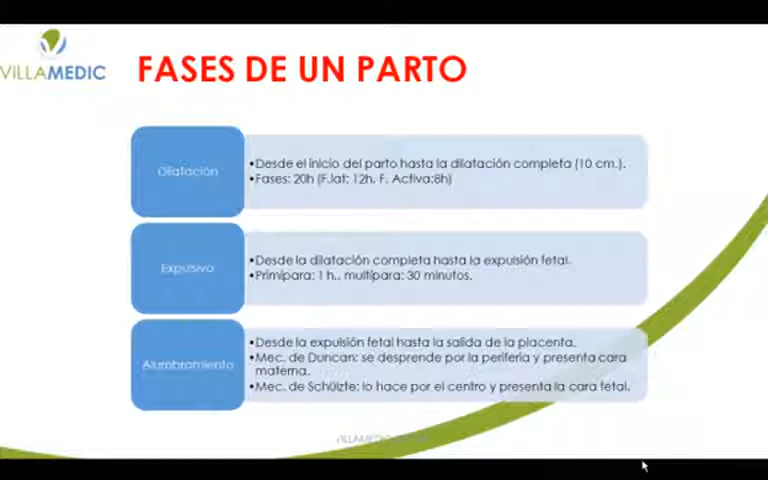 VILLAMEDIC
FASES DE UN PARTO
Dilatación
•Desde el inicio del parto hasta la dilatación completa (10 cm.).
•Fases: 20h (F.lat: 12h, F. Activa:8h)
Expulsivo
•Desde la dilatación completa hasta la expulsión fetal.
•Primípara: 1 h., multípara: 30 minutos.
Alumbramiento
•Desde la expulsión fetal hasta la salida de la placenta.
•Mec. de Duncan: se desprende por la periferia y presenta cara
materna.
•Mec. de Schülzte: lo hace por el centro y presenta la cara fetal.